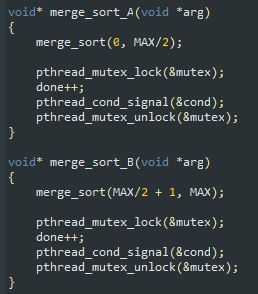 void* merge_sort_A(void *arg)
{
    merge_sort(0, MAX/2);

    pthread_mutex_lock(&mutex);
    done++;
    pthread_cond_signal(&cond);
    pthread_mutex_unlock(&mutex);
}

void* merge_sort_B(void *arg)
{
    merge_sort(MAX/2 + 1, MAX);

    pthread_mutex_lock(&mutex);
    done++;
    pthread_cond_signal(&cond);
    pthread_mutex_unlock(&mutex);
}